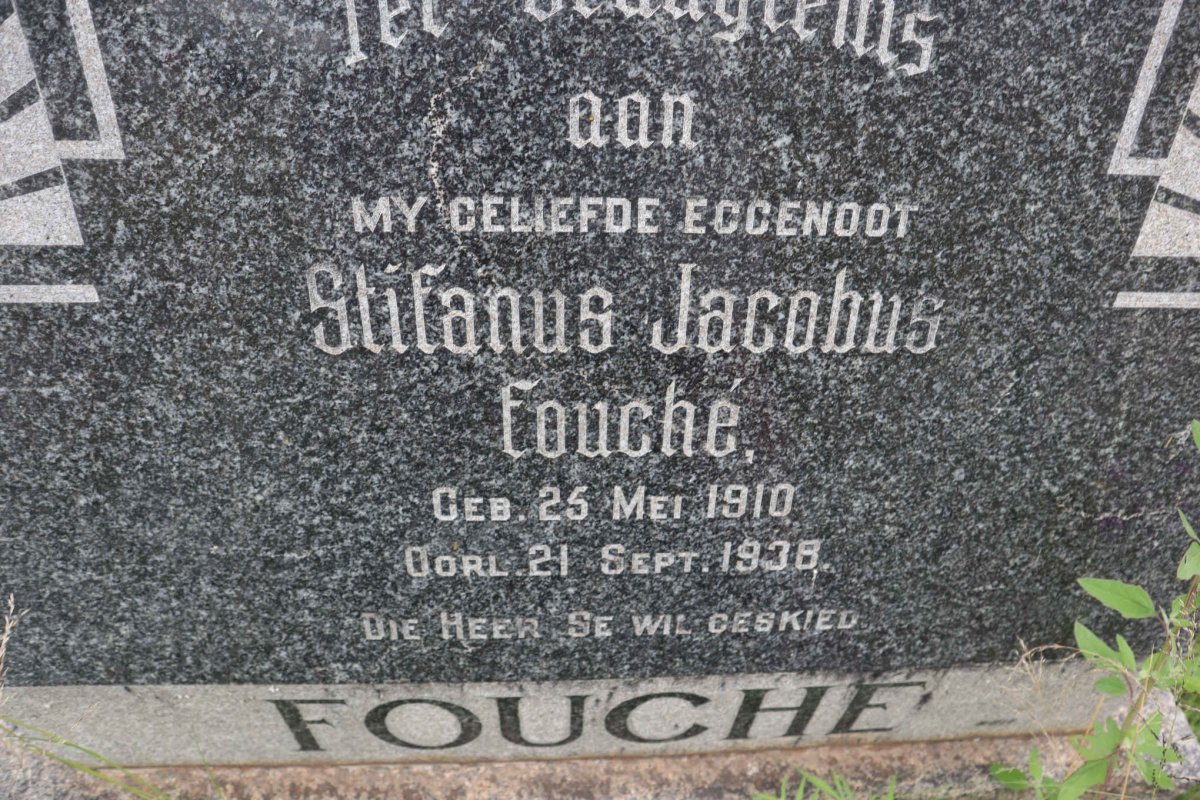 Ter
aan
MY GELIEFDE EGGENOOT
Stifanus Jacobus
Fouché,
GEB. 25 MEI 1910
OORL. 21 SEPT. 1938.
DIE HEER SE WIL GESKIED.
FOUCHE